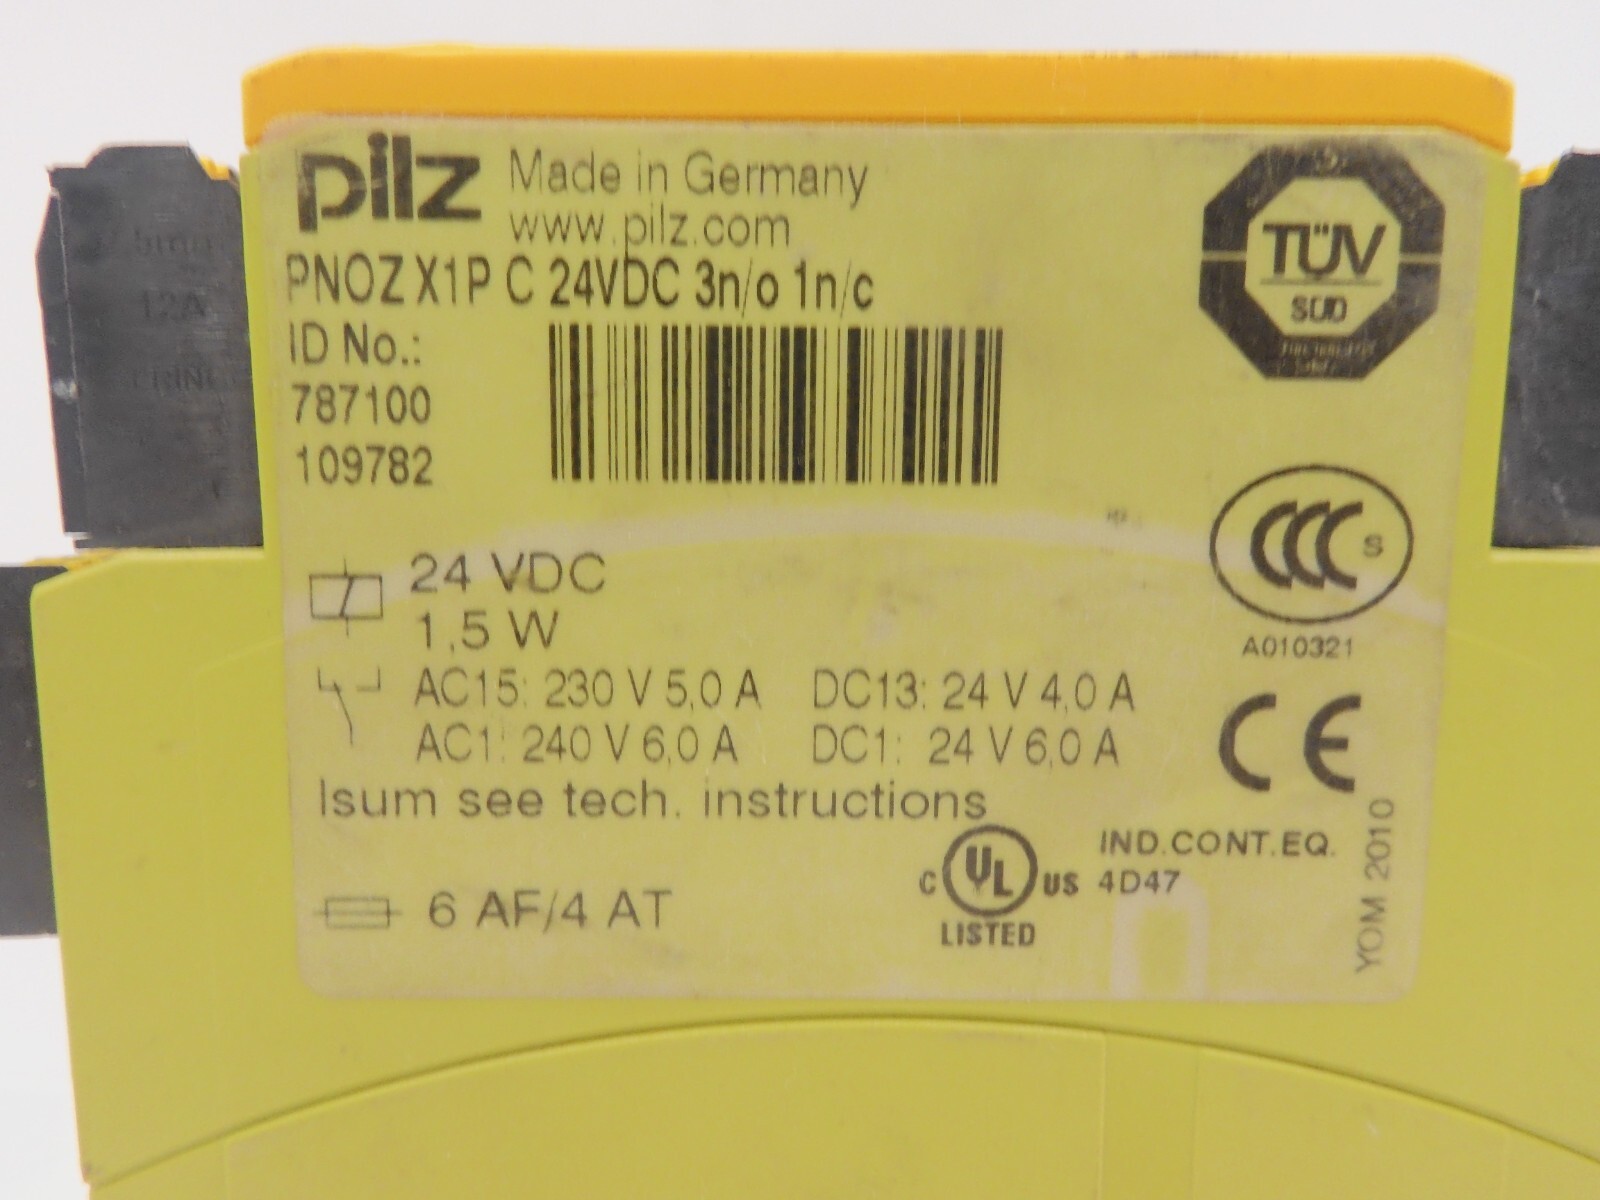 pilz Made in Germany
www.pilz.com
PNOZ X1P C 24VDC 3n/o 1n/c
ID No.:
787100
109782
TÜV
SÜD
24 VDC
1,5 W
CCC S
A010321
AC15: 230 V 5,0 A DC13: 24 V 4,0 A
AC1: 240 V 6,0 A DC1: 24 V 6,0 A
CE
Isum see tech. instructions
C UL US
LISTED
IND.CONT.EQ.
4D47
6 AF/4 AT
YOM 2010
12A